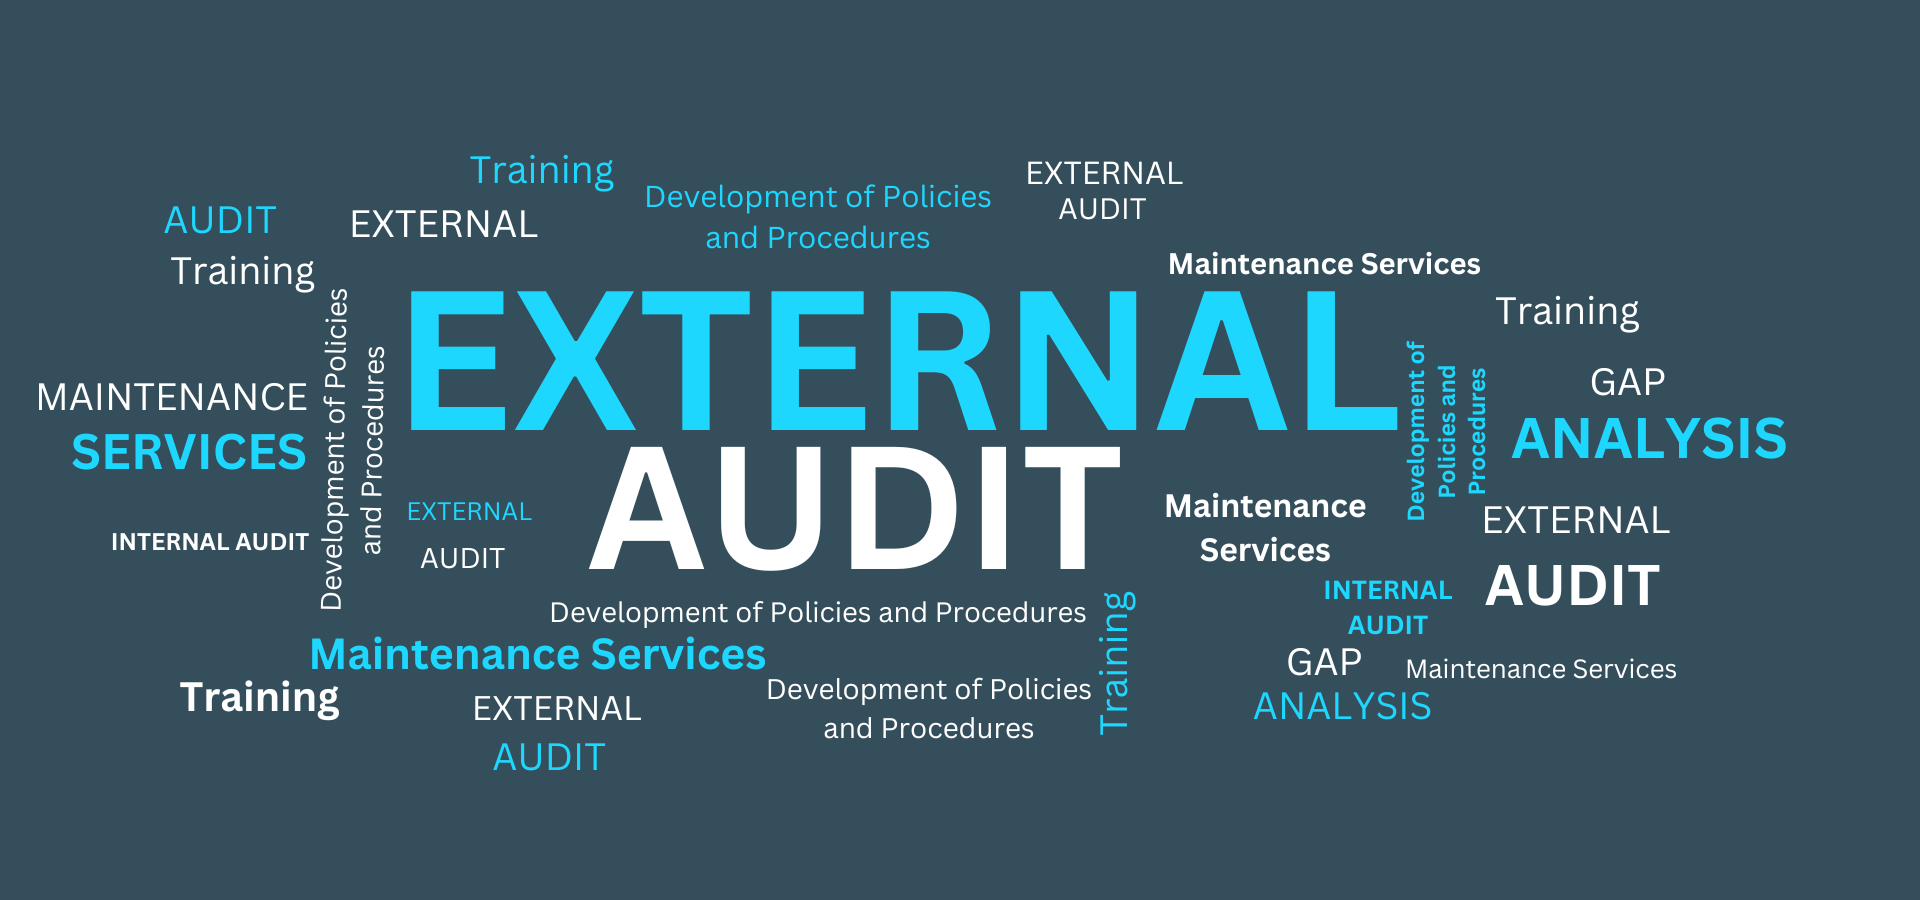 Training
Development of Policies
and Procedures
EXTERNAL
AUDIT
AUDIT
EXTERNAL
Training
Maintenance Services
Training
EXTERNAL
AUDIT
Development of Policies
and Procedures
MAINTENANCE
SERVICES
INTERNAL AUDIT
EXTERNAL
AUDIT
Development of
Policies and
Procedures
GAP
ANALYSIS
Maintenance
Services
EXTERNAL
AUDIT
INTERNAL
AUDIT
Development of Policies and Procedures
Maintenance Services
Training
EXTERNAL
AUDIT
Development of Policies
and Procedures
Training
GAP
ANALYSIS
Maintenance Services